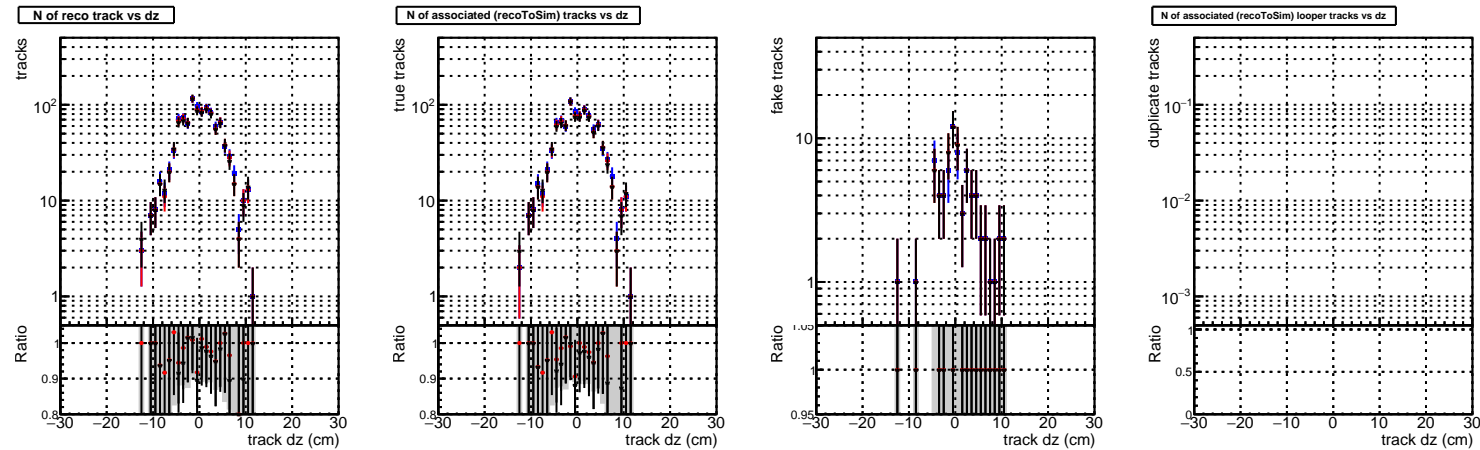 N of reco track vs dz
tracks
10²
10
1
Ratio
1
0.9
0.8
−30 −20 −10 0 10 20 30
track dz (cm)
N of associated (recoToSim) tracks vs dz
true tracks
10²
10
1
Ratio
1
0.9
0.8
−30 −20 −10 0 10 20 30
track dz (cm)
fake tracks
10
1
Ratio
1.05
1
0.95
−30 −20 −10 0 10 20 30
track dz (cm)
N of associated (recoToSim) looper tracks vs dz
duplicate tracks
10⁻¹
10⁻²
10⁻³
Ratio
1
0.5
0
−30 −20 −10 0 10 20 30
track dz (cm)